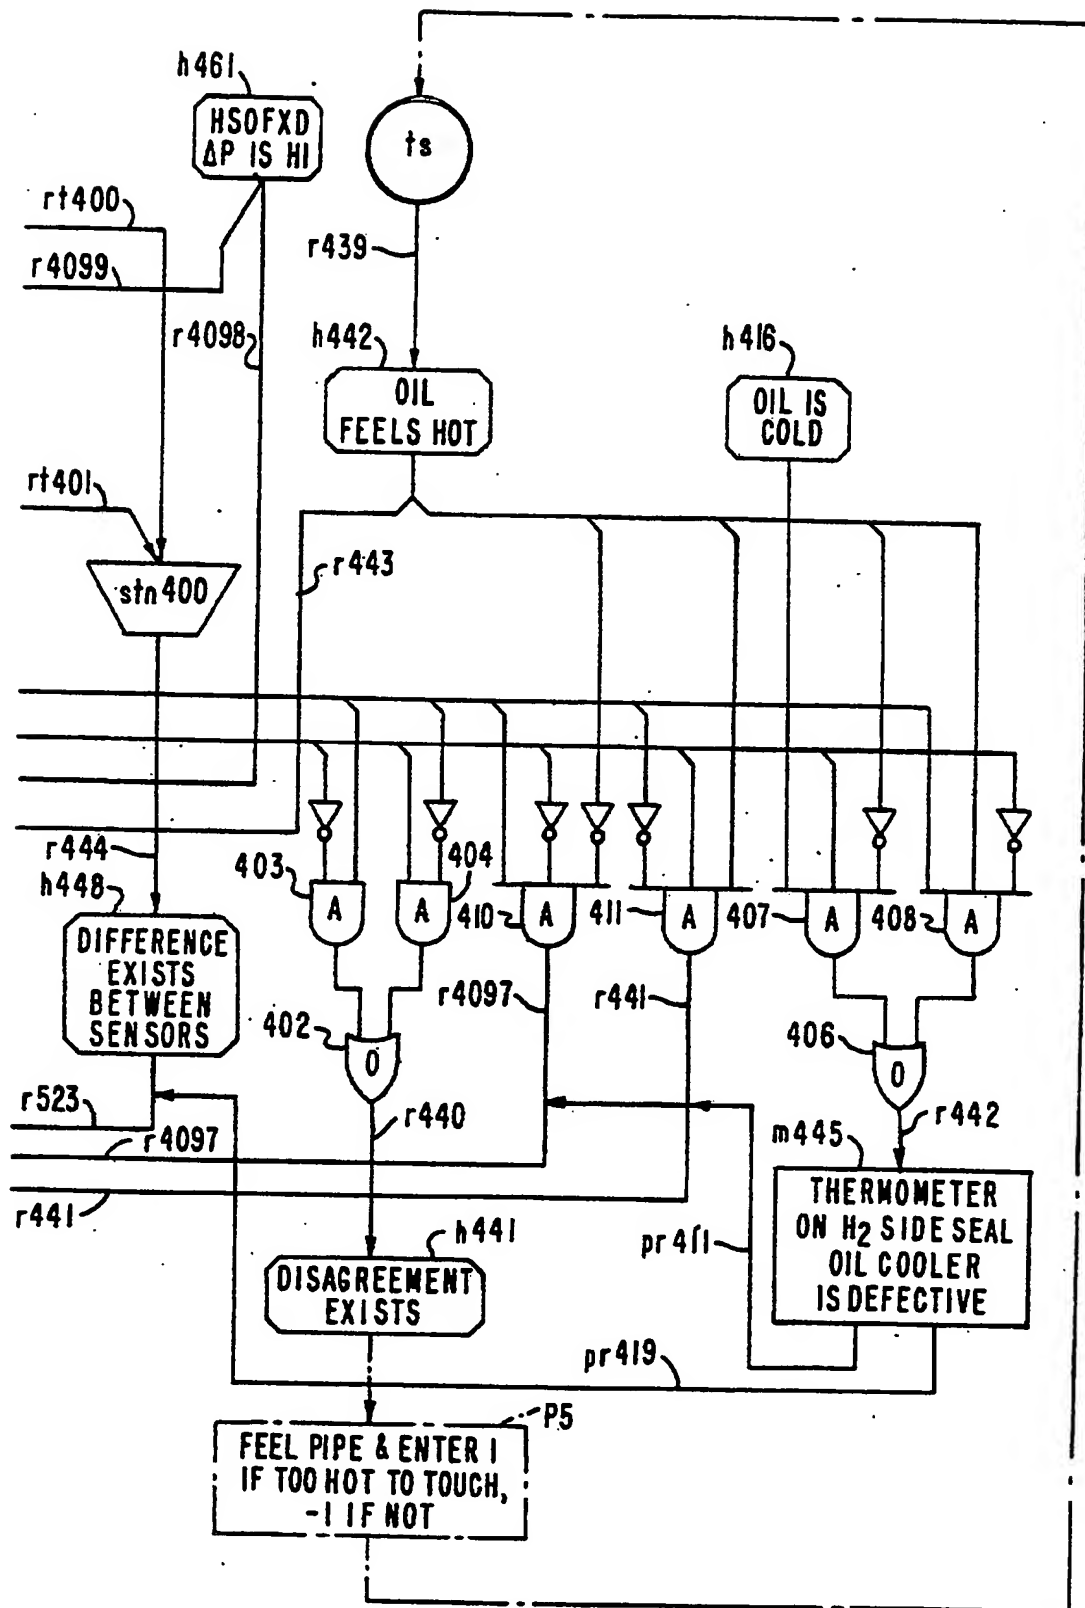 h461
HSOFXD
ΔP IS HI
ts
rt400
r4099
r439
r4098
h442
OIL
FEELS HOT
h416
OIL IS
COLD
rt401
stn400
r443
r444
403
404
410
411
407
408
A
A
A
A
A
A
h448
DIFFERENCE
EXISTS
BETWEEN
SENSORS
r4097
r441
402
O
406
O
r523
r4097
r440
r442
m445
r441
THERMOMETER
ON H2 SIDE SEAL
OIL COOLER
IS DEFECTIVE
pr411
h441
DISAGREEMENT
EXISTS
pr419
P5
FEEL PIPE & ENTER 1
IF TOO HOT TO TOUCH,
-1 IF NOT